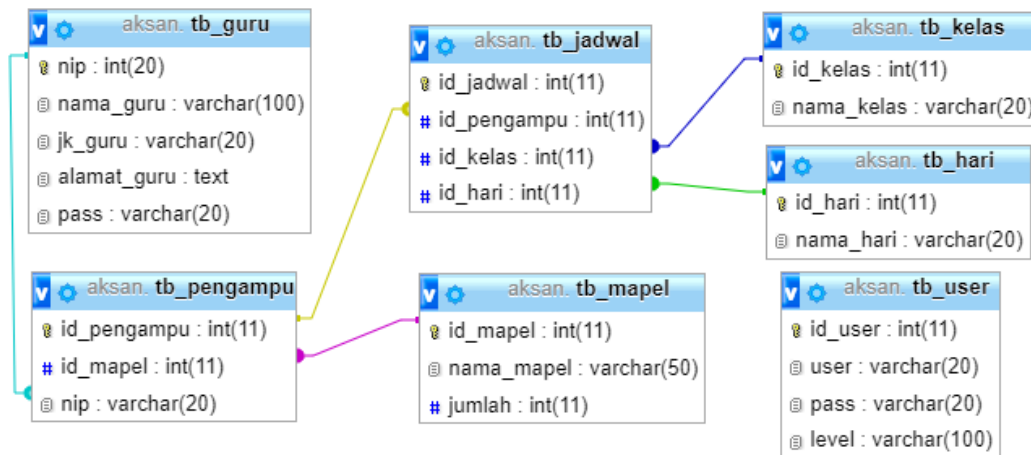 aksan. tb_guru
nip : int(20)
nama_guru : varchar(100)
jk_guru : varchar(20)
alamat_guru : text
pass : varchar(20)
aksan. tb_jadwal
id_jadwal : int(11)
# id_pengampu : int(11)
# id_kelas : int(11)
# id_hari : int(11)
aksan. tb_kelas
id_kelas : int(11)
nama_kelas : varchar(20)
aksan. tb_hari
id_hari : int(11)
nama_hari : varchar(20)
aksan. tb_pengampu
id_pengampu : int(11)
# id_mapel : int(11)
nip : varchar(20)
aksan. tb_mapel
id_mapel : int(11)
nama_mapel : varchar(50)
# jumlah : int(11)
aksan. tb_user
id_user : int(11)
user : varchar(20)
pass : varchar(20)
level : varchar(100)